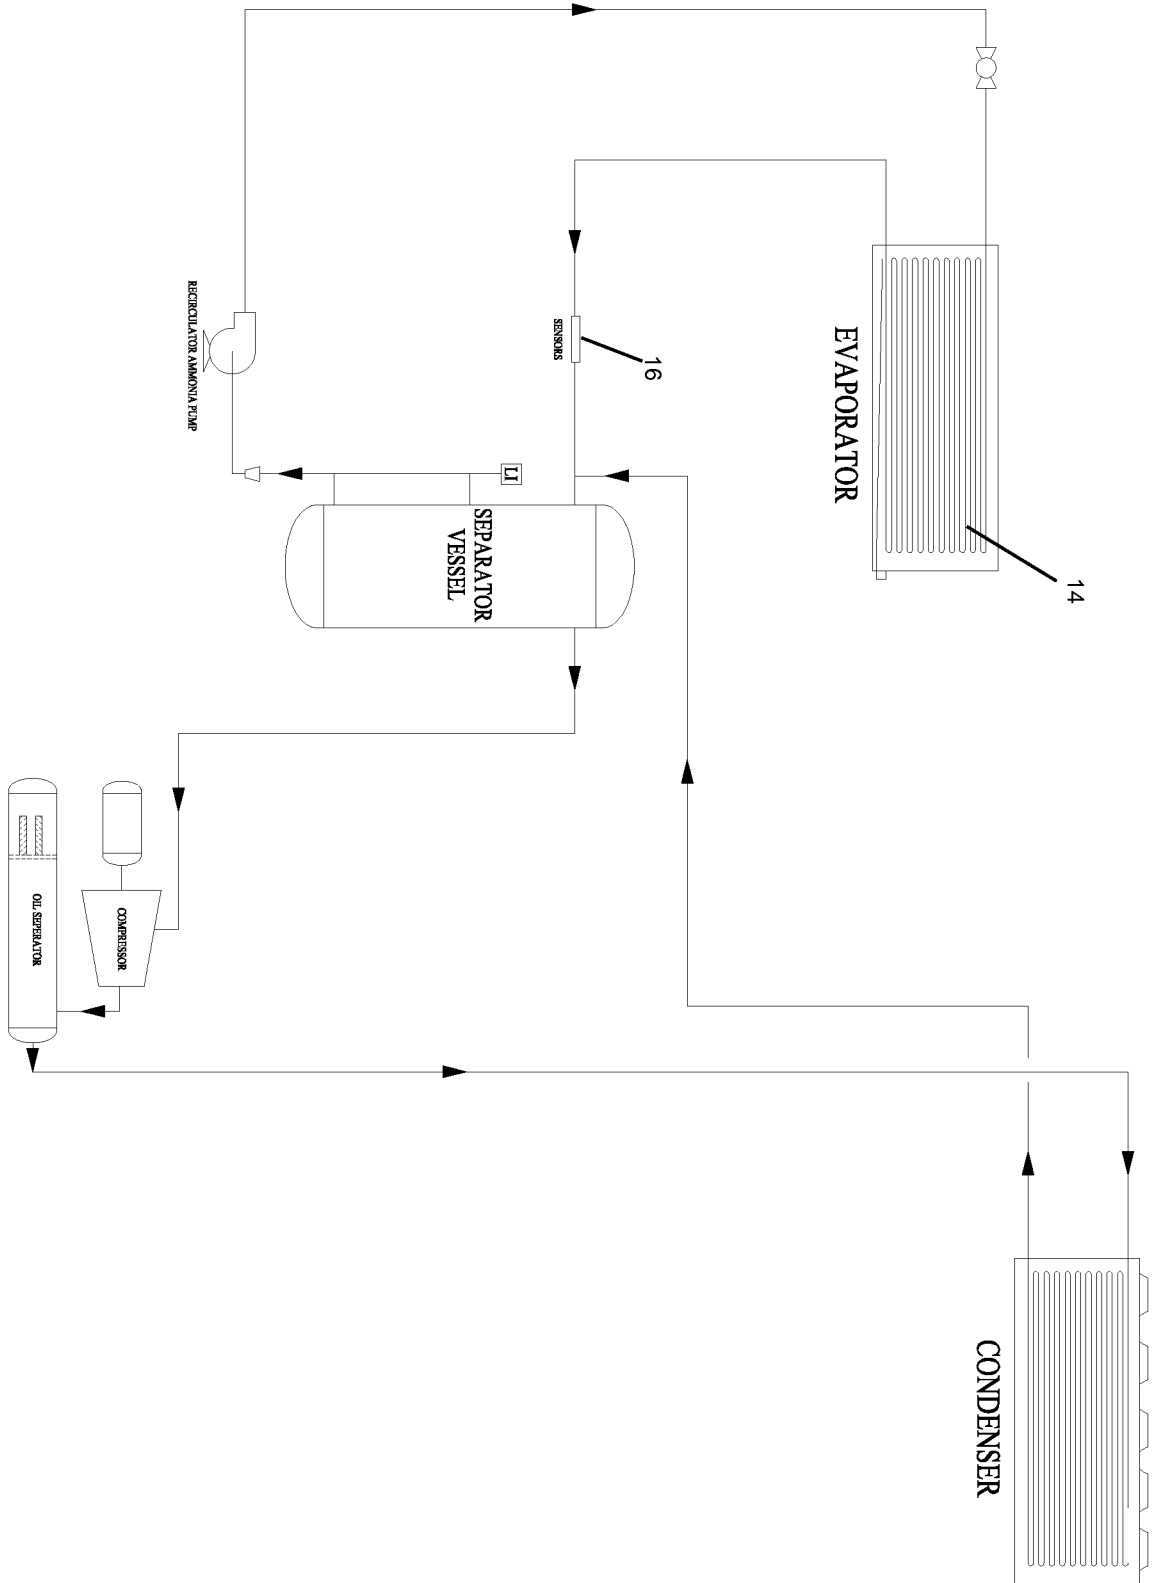 EVAPORATOR
14
16
SENSORS
RECIRCULATOR AMMONIA PUMP
LI
SEPARATOR
VESSEL
COMPRESSOR
OIL SEPERATOR
CONDENSER